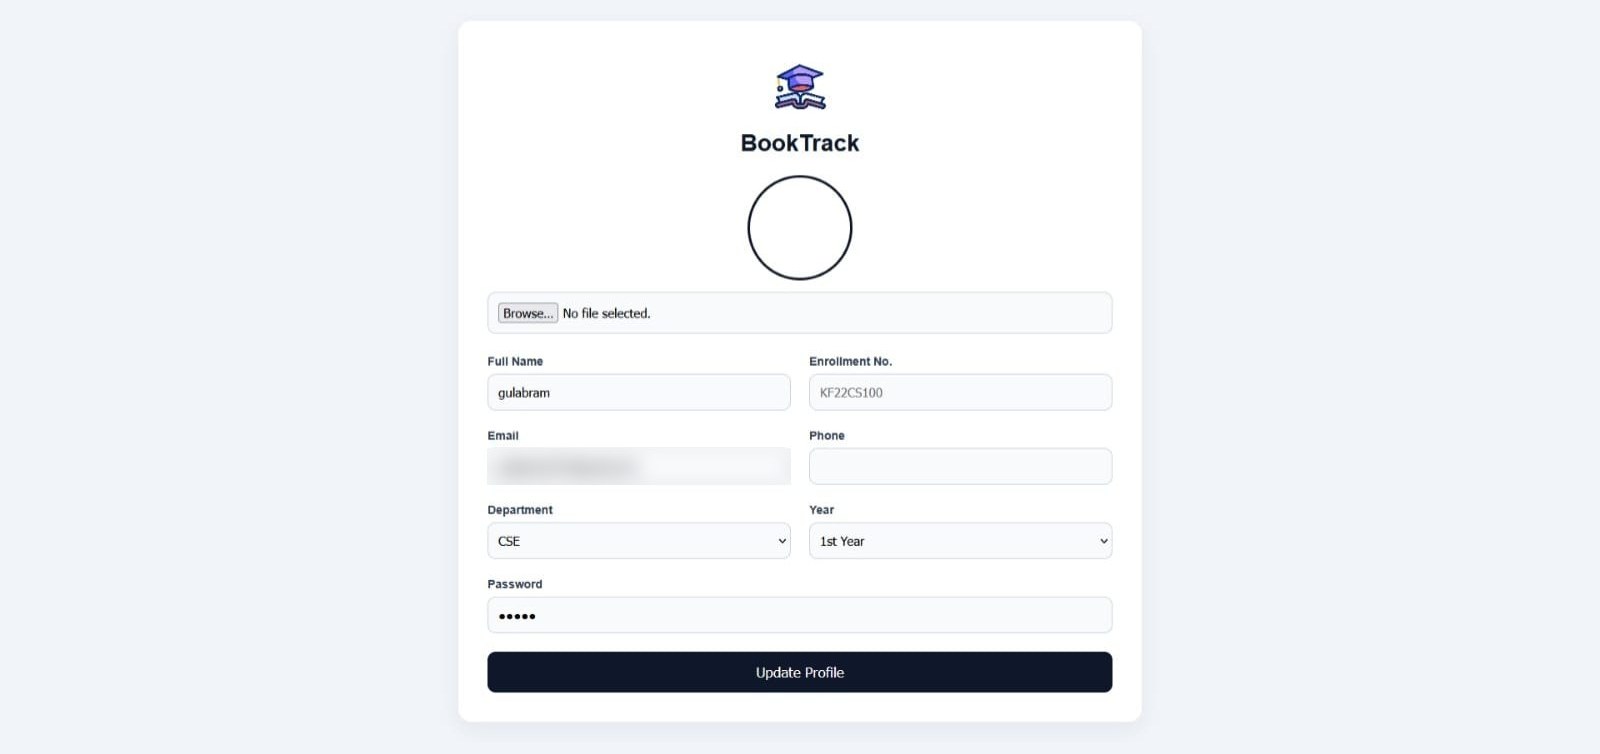 BookTrack
Browse... No file selected.
Full Name
gulabram
Enrollment No.
KF22CS100
Email
Phone
Department
CSE
Year
1st Year
Password
•••••
Update Profile